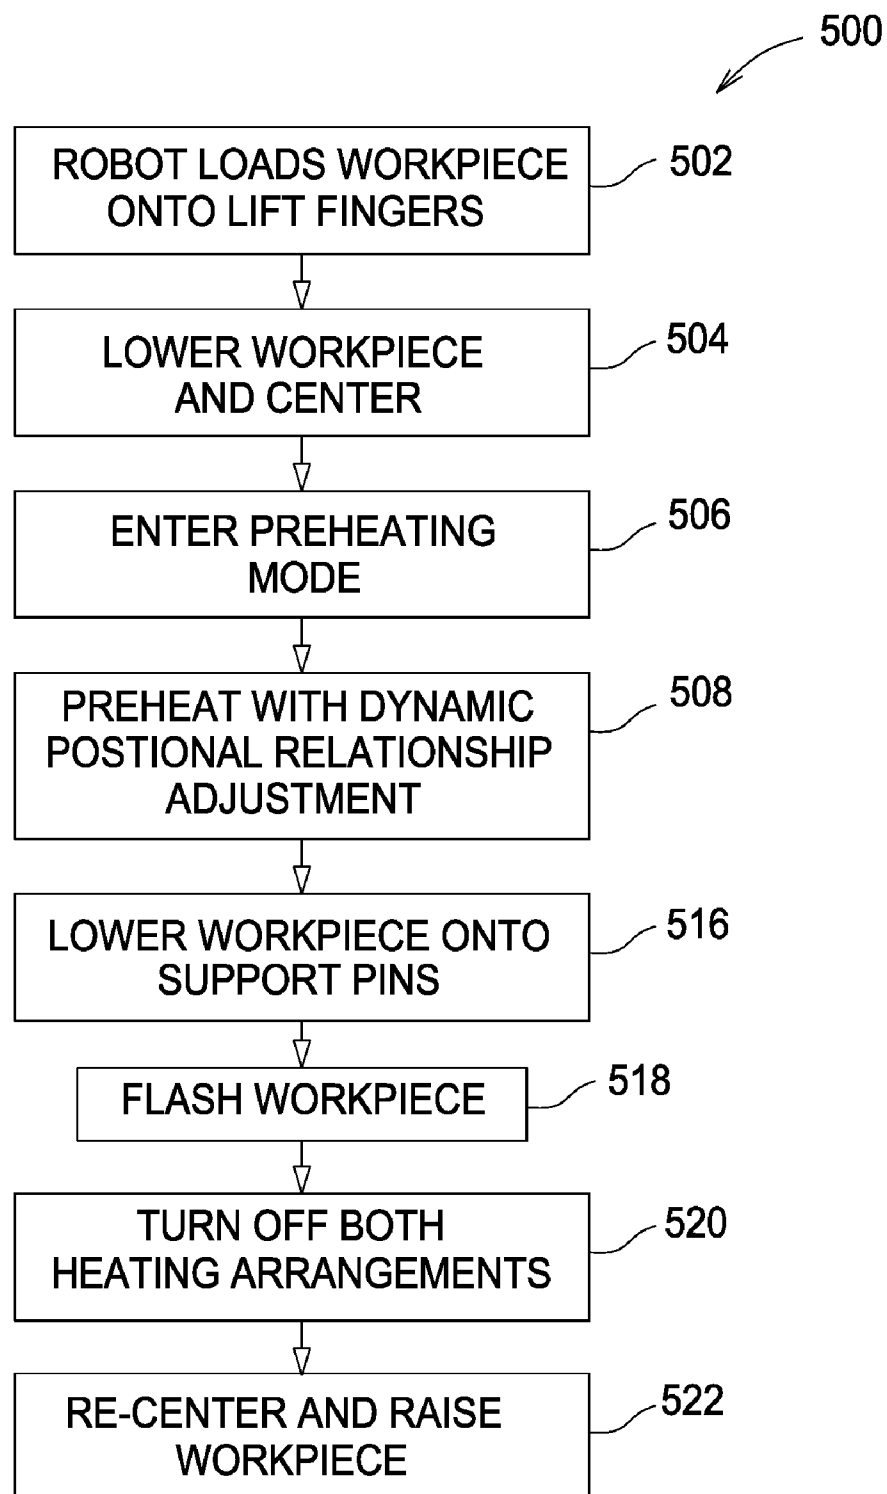 500
ROBOT LOADS WORKPIECE
ONTO LIFT FINGERS
502
LOWER WORKPIECE
AND CENTER
504
ENTER PREHEATING
MODE
506
PREHEAT WITH DYNAMIC
POSTIONAL RELATIONSHIP
ADJUSTMENT
508
LOWER WORKPIECE ONTO
SUPPORT PINS
516
FLASH WORKPIECE
518
TURN OFF BOTH
HEATING ARRANGEMENTS
520
RE-CENTER AND RAISE
WORKPIECE
522